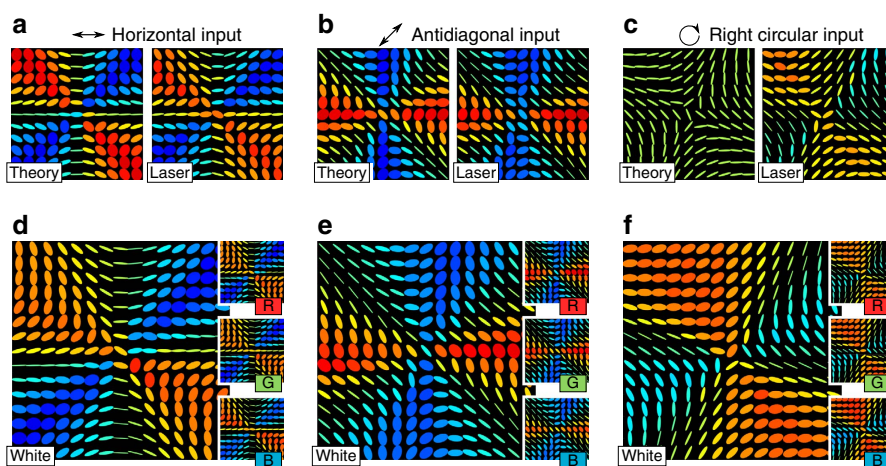 a
Horizontal input
b
Antidiagonal input
c
Right circular input
Theory
Laser
Theory
Laser
Theory
Laser
d
e
f
R
R
R
G
G
G
White
B
White
B
White
B